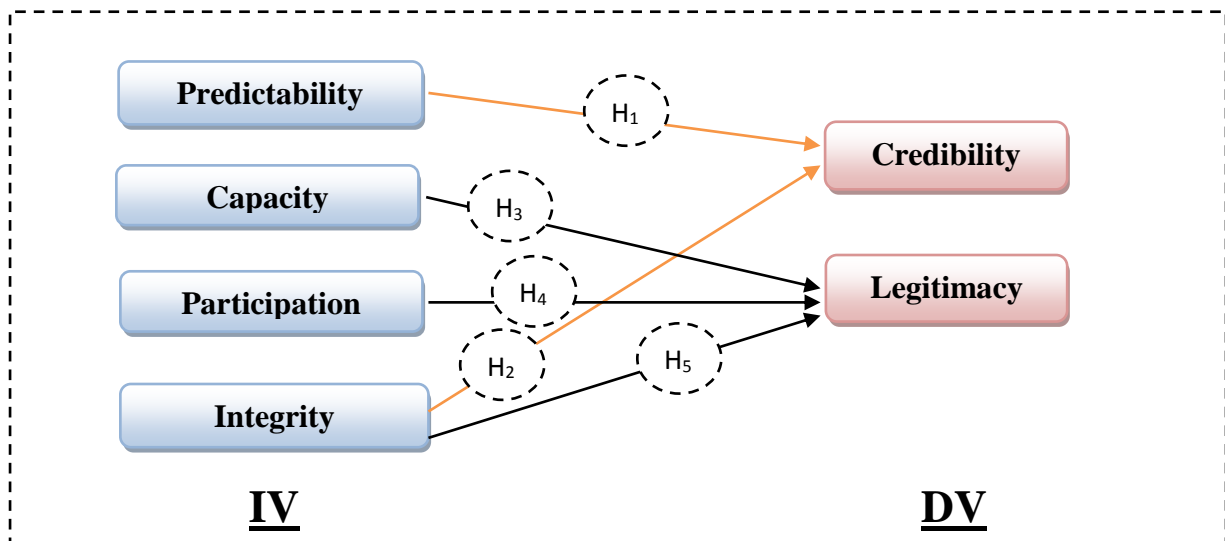 Predictability
H₁
Credibility
Capacity
H₃
Participation
H₄
Legitimacy
H₂
H₅
Integrity
IV
DV